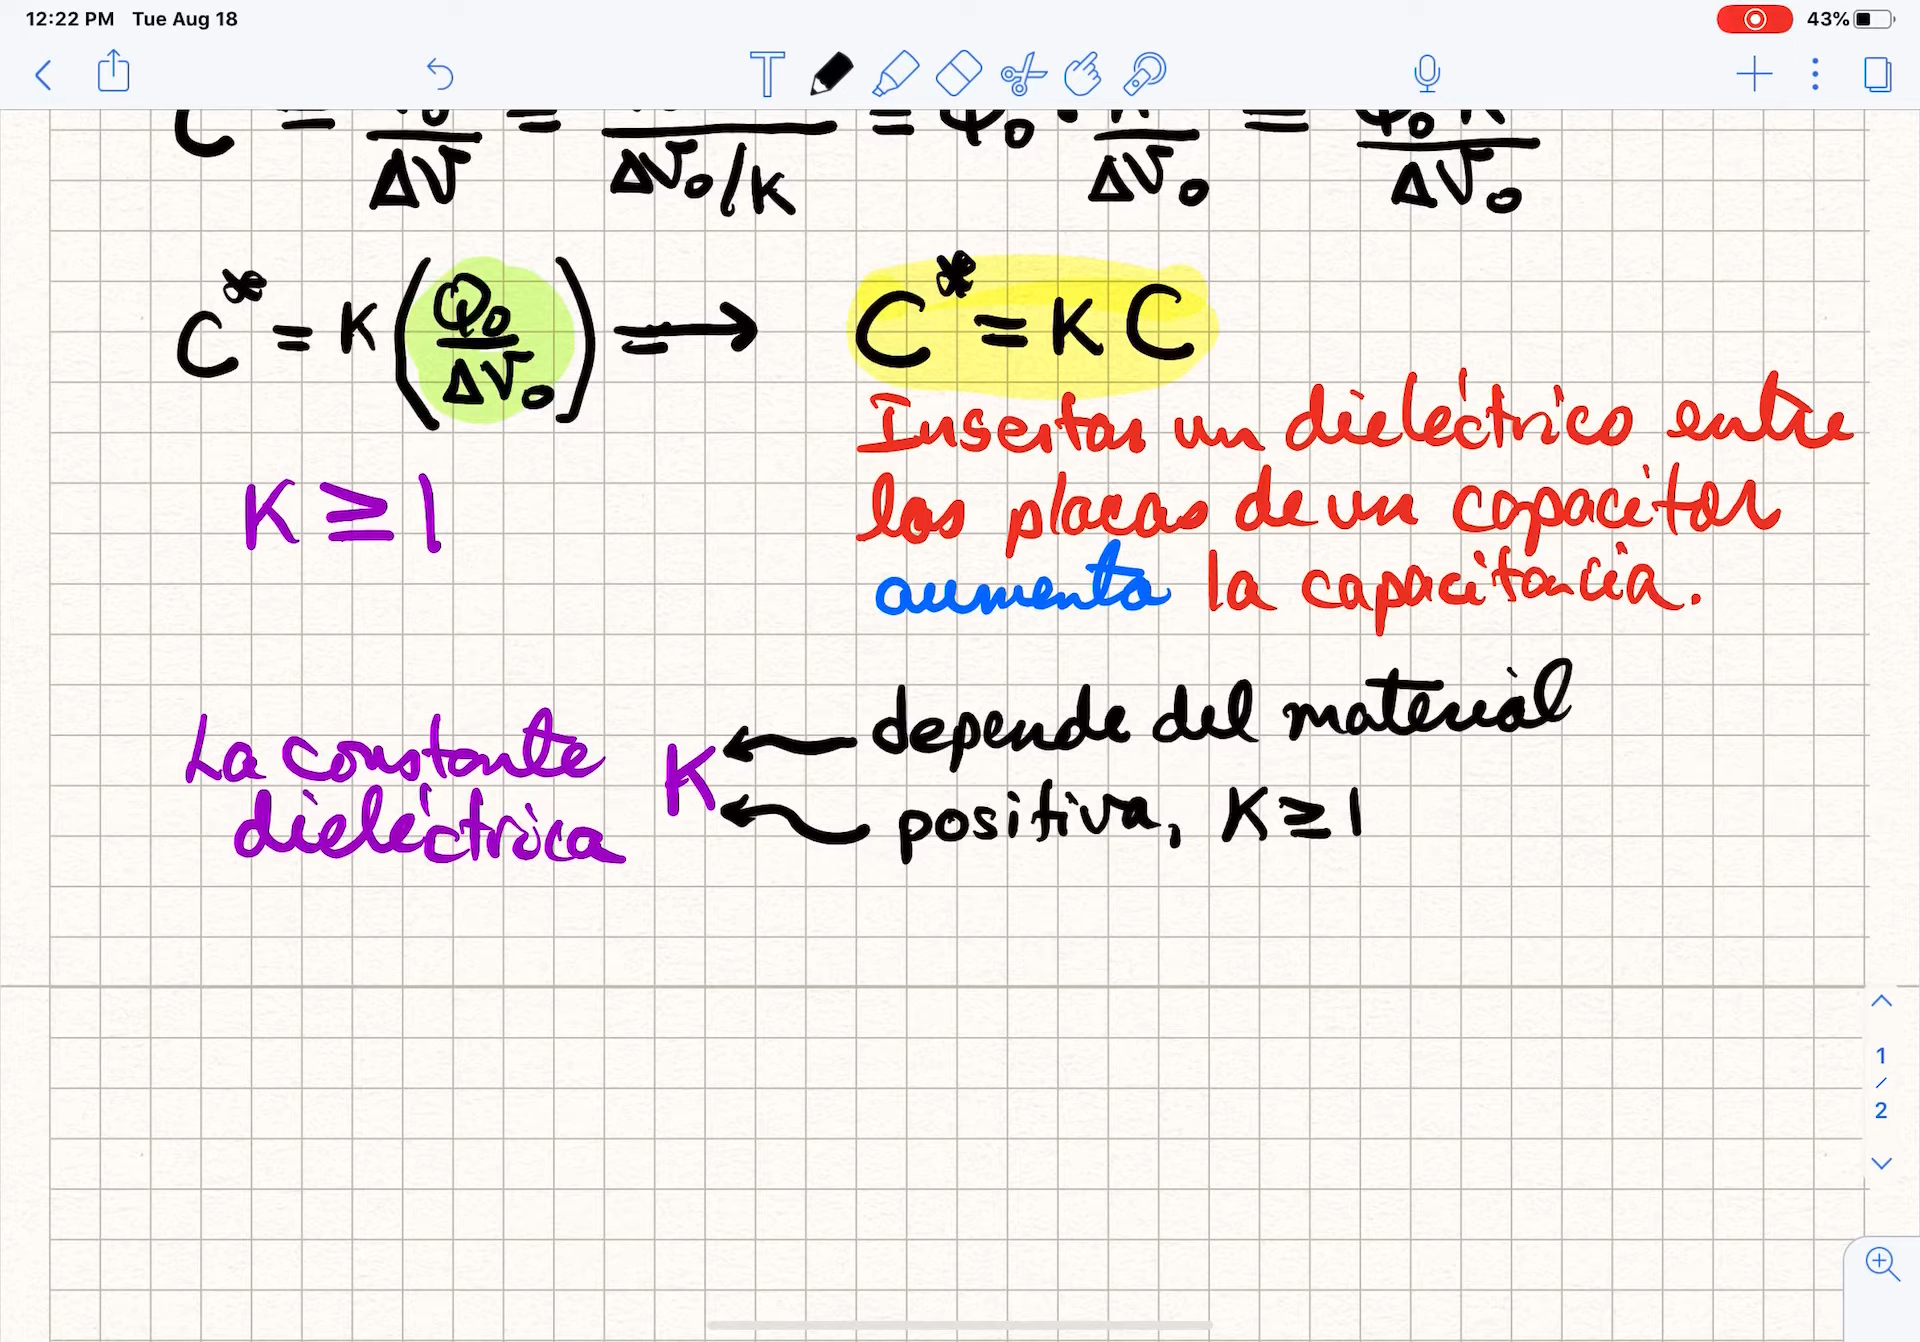 12:22 PM Tue Aug 18
43%
C = Q₀/ΔV = Q₀/(ΔV₀/K) = Q₀ · K/ΔV₀ = Q₀K/ΔV₀
C* = K (Q₀/ΔV₀) ⟹ C* = K C
Insertar un dieléctrico entre
las placas de un capacitor
aumenta la capacitancia.
K ≥ 1
La constante
dieléctrica
K
depende del material
positiva, K ≥ 1
1
/
2